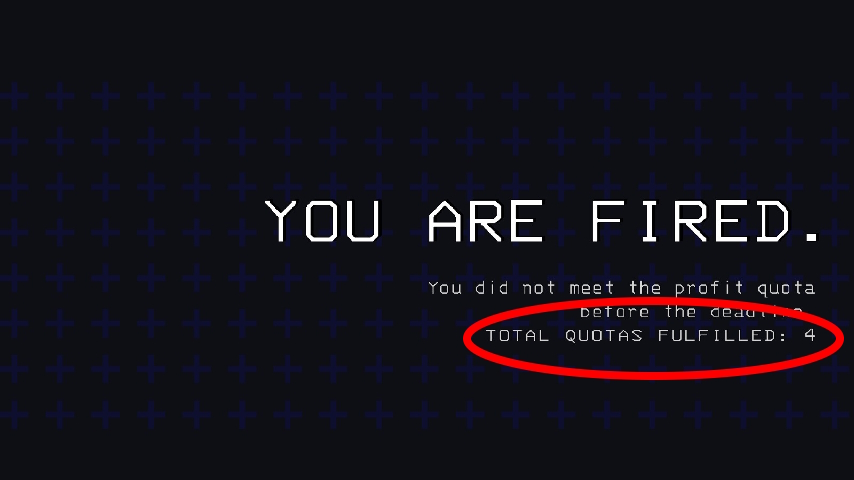 YOU ARE FIRED.
You did not meet the profit quota
before the deadline.
TOTAL QUOTAS FULFILLED: 4